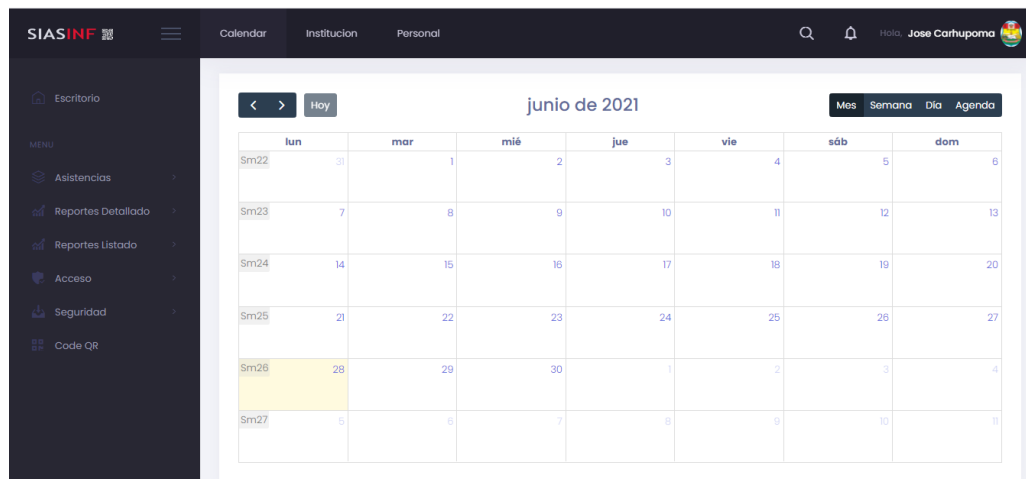 SIASINF
Calendar Institucion Personal
Hola, Jose Carhupoma
Escritorio
MENU
Asistencias
Reportes Detallado
Reportes Listado
Acceso
Seguridad
Code QR
Hoy
junio de 2021
Mes Semana Día Agenda
lun mar mié jue vie sáb dom
Sm22 31 1 2 3 4 5 6
Sm23 7 8 9 10 11 12 13
Sm24 14 15 16 17 18 19 20
Sm25 21 22 23 24 25 26 27
Sm26 28 29 30 1 2 3 4
Sm27 5 6 7 8 9 10 11